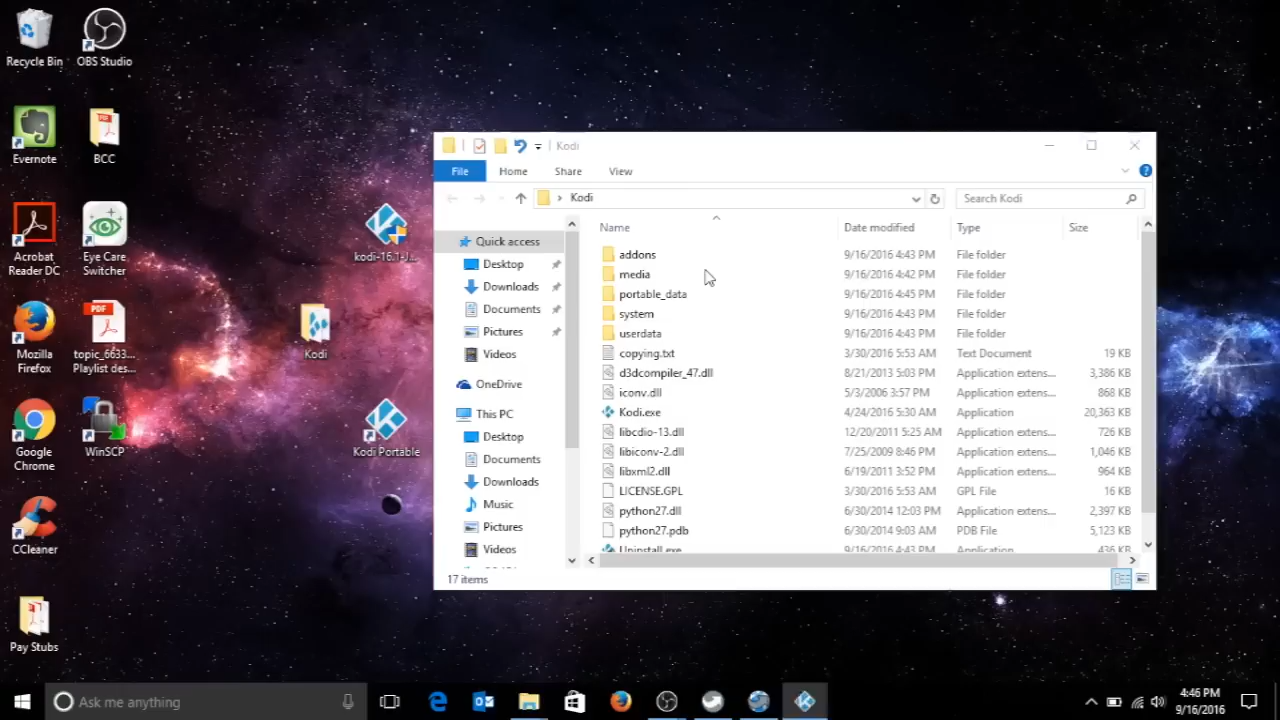 Recycle Bin
OBS Studio
Evernote
BCC
Acrobat
Reader DC
Eye Care
Switcher
kodi-16.1-J...
Mozilla
Firefox
PDF
topic_6633...
Playlist des...
Kodi
Google
Chrome
WinSCP
Kodi Portable
CCleaner
Pay Stubs
Kodi
File
Home
Share
View
Kodi
Search Kodi
Quick access
Desktop
Downloads
Documents
Pictures
Videos
OneDrive
This PC
Desktop
Documents
Downloads
Music
Pictures
Videos
Name Date modified Type Size
addons 9/16/2016 4:43 PM File folder
media 9/16/2016 4:42 PM File folder
portable_data 9/16/2016 4:45 PM File folder
system 9/16/2016 4:43 PM File folder
userdata 9/16/2016 4:43 PM File folder
copying.txt 3/30/2016 5:53 AM Text Document 19 KB
d3dcompiler_47.dll 8/21/2013 5:03 PM Application extens... 3,386 KB
iconv.dll 5/3/2006 3:57 PM Application extens... 868 KB
Kodi.exe 4/24/2016 5:30 AM Application 20,363 KB
libcdio-13.dll 12/20/2011 5:25 AM Application extens... 726 KB
libiconv-2.dll 7/25/2009 8:46 PM Application extens... 1,046 KB
libxml2.dll 6/19/2011 3:52 PM Application extens... 964 KB
LICENSE.GPL 3/30/2016 5:53 AM GPL File 16 KB
python27.dll 6/30/2014 12:03 PM Application extens... 2,397 KB
python27.pdb 6/30/2014 9:03 AM PDB File 5,123 KB
Uninstall.exe 9/16/2016 4:43 PM Application 436 KB
17 items
Ask me anything
4:46 PM
9/16/2016